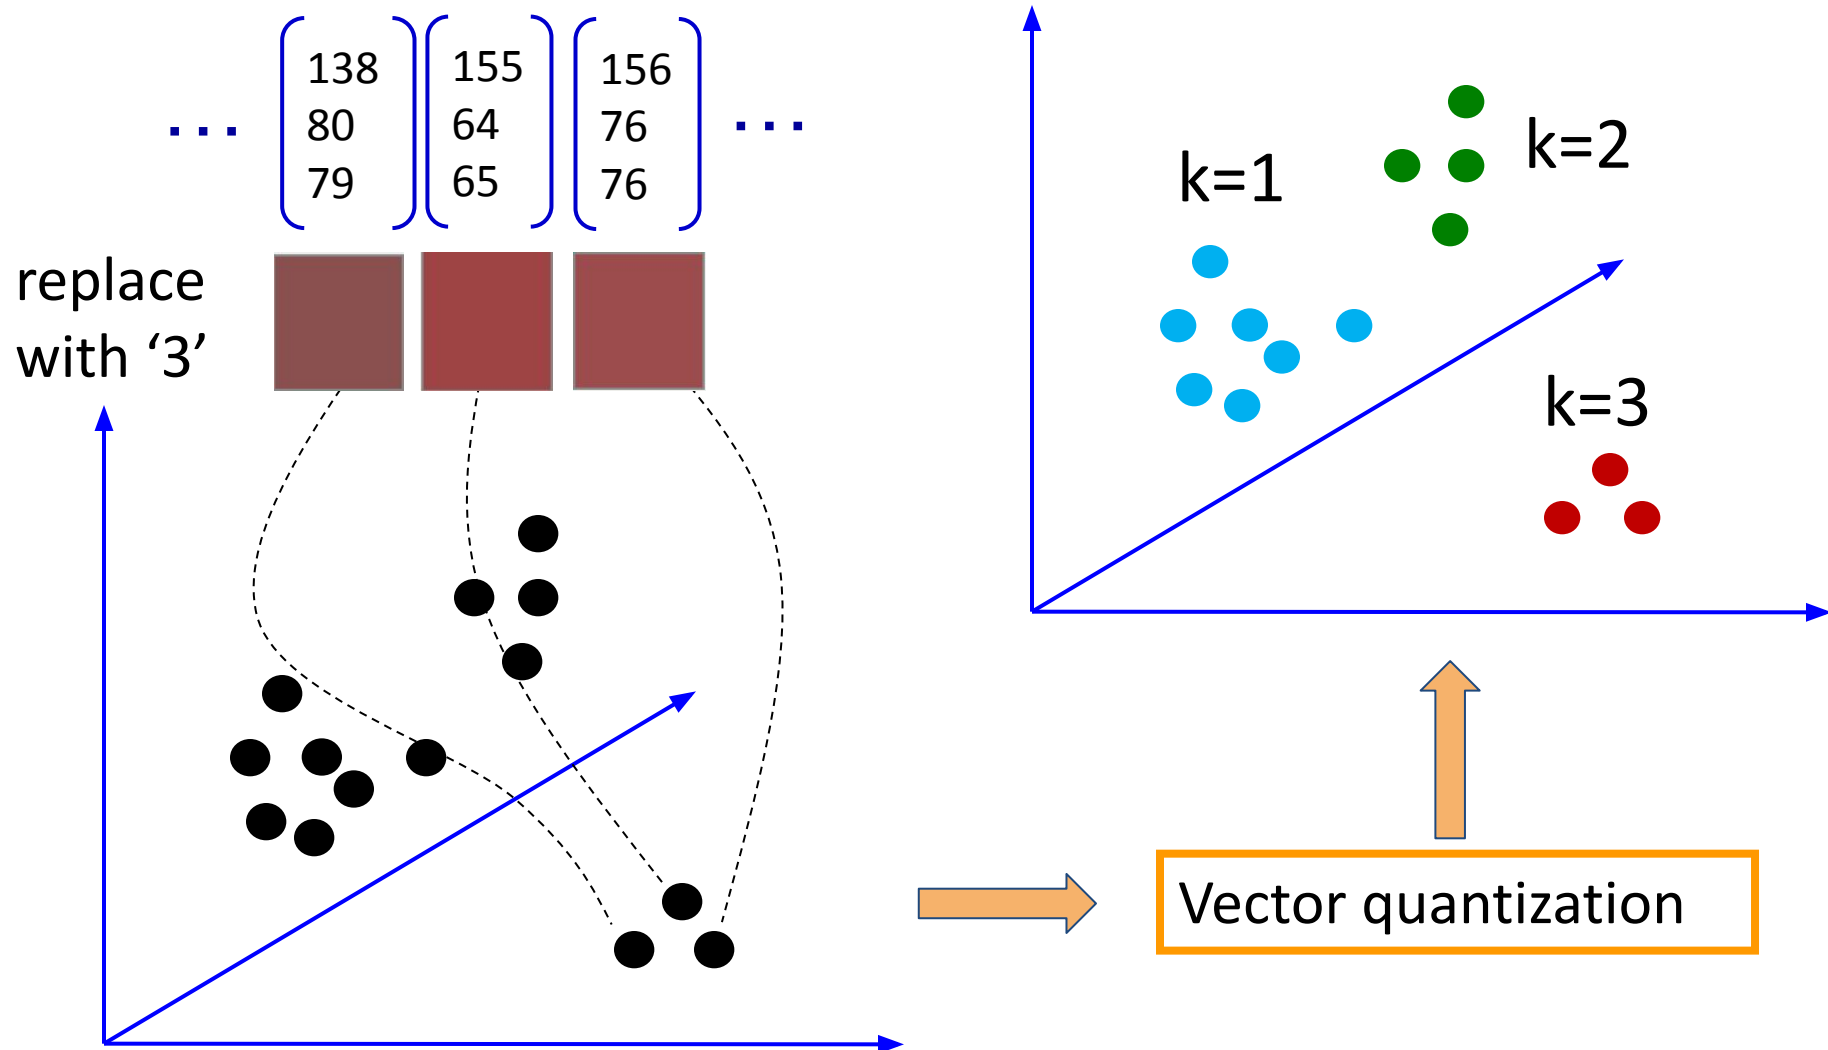 ... 138 155 156 ...
80 64 76
79 65 76
replace
with ‘3’
k=1
k=2
k=3
Vector quantization